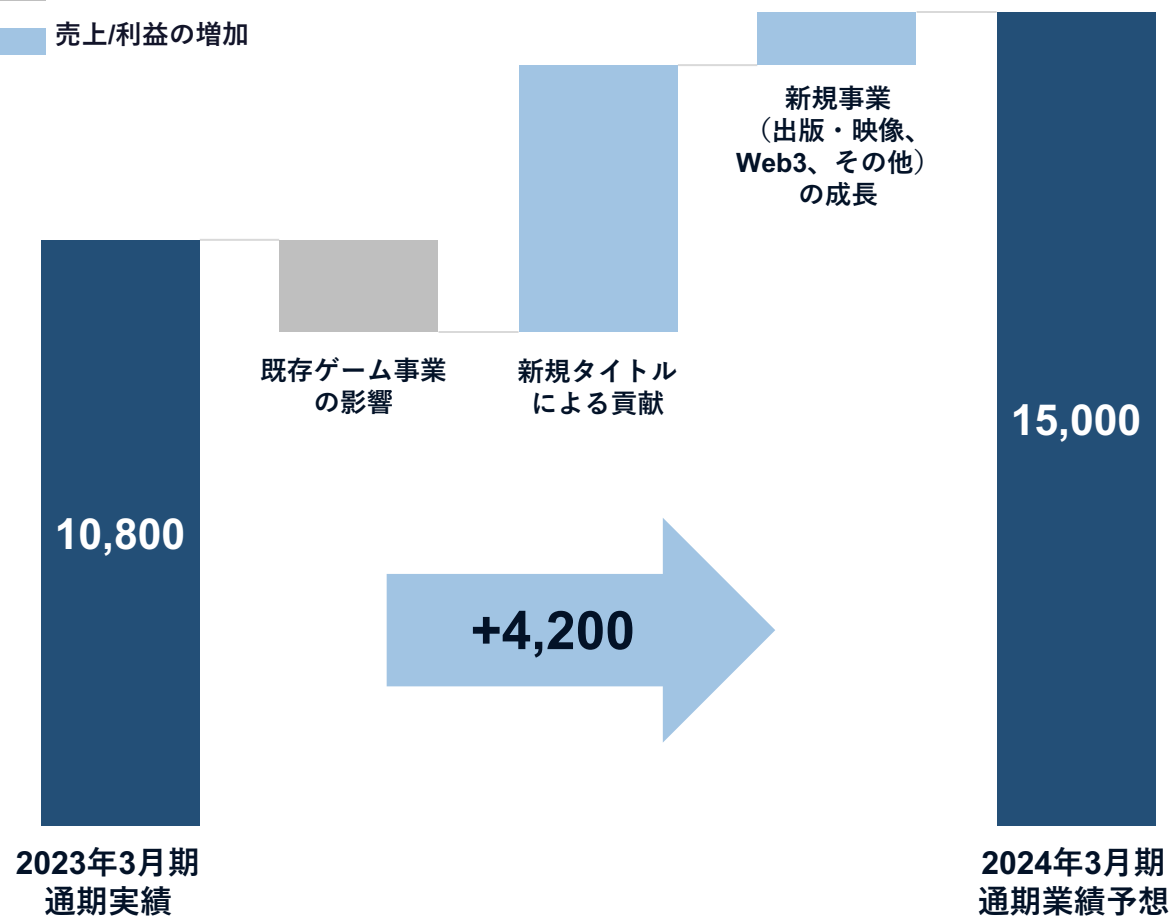 売上/利益の増加
新規事業
（出版・映像、
Web3、その他）
の成長
既存ゲーム事業
の影響
新規タイトル
による貢献
10,800
15,000
+4,200
2023年3月期
通期実績
2024年3月期
通期業績予想